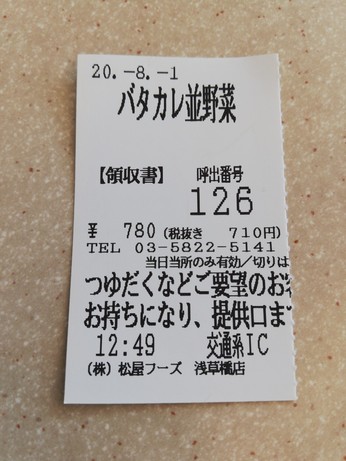 20.-8.-1
バタカレ並野菜
【領収書】 呼出番号
126
¥ 780 (税抜き 710円)
TEL 03-5822-5141
当日当所のみ有効/切りは
つゆだくなどご要望のお
お持ちになり、提供口ま
12:49 交通系IC
(株) 松屋フーズ 浅草橋店